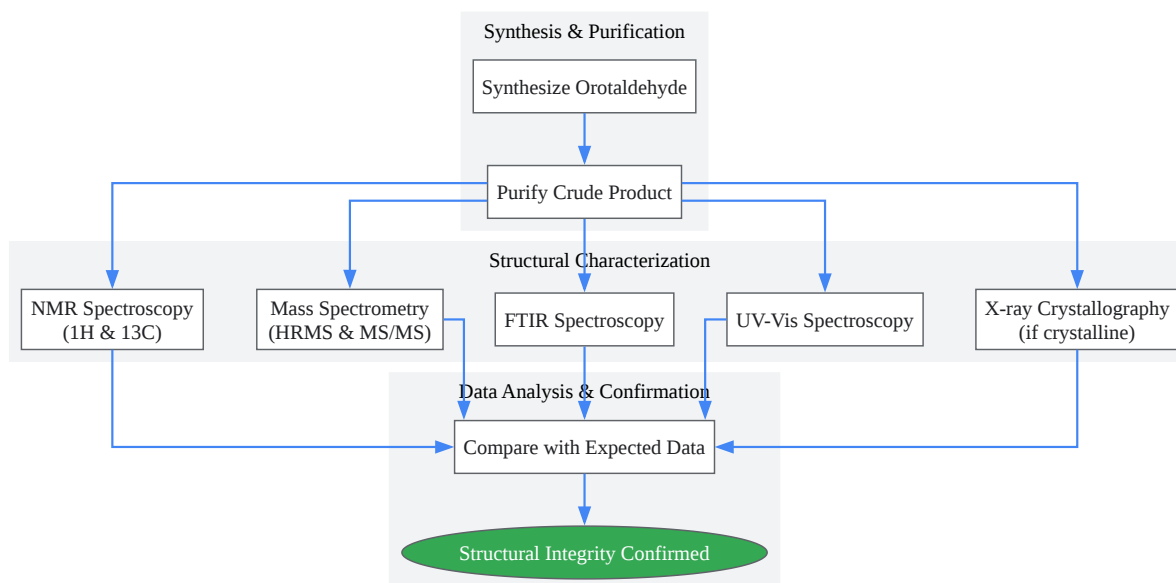 Synthesis & Purification
Synthesize Orotaldehyde
Purify Crude Product
Structural Characterization
NMR Spectroscopy
(1H & 13C)
Mass Spectrometry
(HRMS & MS/MS)
FTIR Spectroscopy
UV-Vis Spectroscopy
X-ray Crystallography
(if crystalline)
Data Analysis & Confirmation
Compare with Expected Data
Structural Integrity Confirmed